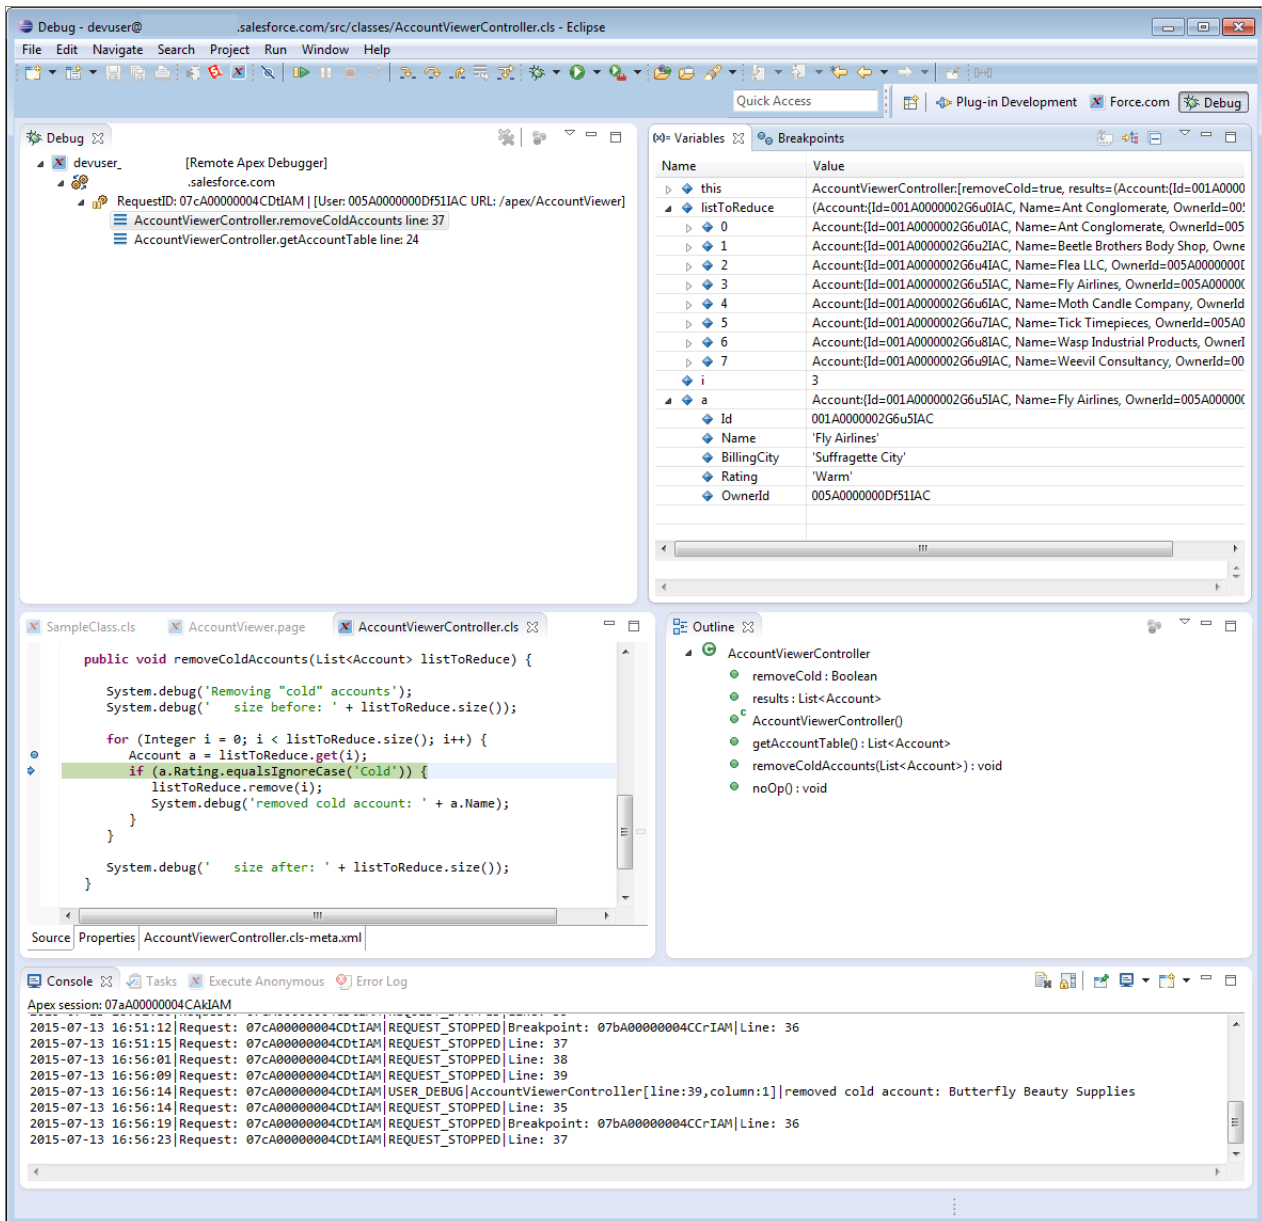 Debug - devuser@ .salesforce.com/src/classes/AccountViewerController.cls - Eclipse
File Edit Navigate Search Project Run Window Help
Quick Access
Plug-in Development Force.com Debug
Debug
devuser_ [Remote Apex Debugger]
.salesforce.com
RequestID: 07cA00000004CDtIAM | [User: 005A0000000Df51IAC URL: /apex/AccountViewer]
AccountViewerController.removeColdAccounts line: 37
AccountViewerController.getAccountTable line: 24
(x)= Variables Breakpoints
Name Value
this AccountViewerController:[removeCold=true, results=(Account:{Id=001A0000
listToReduce (Account:{Id=001A0000002G6u0IAC, Name=Ant Conglomerate, OwnerId=00
0 Account:{Id=001A0000002G6u0IAC, Name=Ant Conglomerate, OwnerId=005
1 Account:{Id=001A0000002G6u2IAC, Name=Beetle Brothers Body Shop, Owne
2 Account:{Id=001A0000002G6u4IAC, Name=Flea LLC, OwnerId=005A0000000
3 Account:{Id=001A0000002G6u5IAC, Name=Fly Airlines, OwnerId=005A00000
4 Account:{Id=001A0000002G6u6IAC, Name=Moth Candle Company, OwnerId
5 Account:{Id=001A0000002G6u7IAC, Name=Tick Timepieces, OwnerId=005A0
6 Account:{Id=001A0000002G6u8IAC, Name=Wasp Industrial Products, Owner
7 Account:{Id=001A0000002G6u9IAC, Name=Weevil Consultancy, OwnerId=00
i 3
a Account:{Id=001A0000002G6u5IAC, Name=Fly Airlines, OwnerId=005A00000
Id 001A0000002G6u5IAC
Name 'Fly Airlines'
BillingCity 'Suffragette City'
Rating 'Warm'
OwnerId 005A0000000Df51IAC
SampleClass.cls AccountViewer.page AccountViewerController.cls
public void removeColdAccounts(List<Account> listToReduce) {
System.debug('Removing "cold" accounts');
System.debug('   size before: ' + listToReduce.size());
for (Integer i = 0; i < listToReduce.size(); i++) {
Account a = listToReduce.get(i);
if (a.Rating.equalsIgnoreCase('Cold')) {
listToReduce.remove(i);
System.debug('removed cold account: ' + a.Name);
}
}
System.debug('   size after: ' + listToReduce.size());
}
Source Properties AccountViewerController.cls-meta.xml
Outline
AccountViewerController
removeCold : Boolean
results : List<Account>
AccountViewerController()
getAccountTable() : List<Account>
removeColdAccounts(List<Account>) : void
noOp() : void
Console Tasks Execute Anonymous Error Log
Apex session: 07aA00000004CAkIAM
2015-07-13 16:51:12|Request: 07cA00000004CDtIAM|REQUEST_STOPPED|Breakpoint: 07bA00000004CCrIAM|Line: 36
2015-07-13 16:51:15|Request: 07cA00000004CDtIAM|REQUEST_STOPPED|Line: 37
2015-07-13 16:56:01|Request: 07cA00000004CDtIAM|REQUEST_STOPPED|Line: 38
2015-07-13 16:56:09|Request: 07cA00000004CDtIAM|REQUEST_STOPPED|Line: 39
2015-07-13 16:56:14|Request: 07cA00000004CDtIAM|USER_DEBUG|AccountViewerController[line:39,column:1]|removed cold account: Butterfly Beauty Supplies
2015-07-13 16:56:14|Request: 07cA00000004CDtIAM|REQUEST_STOPPED|Line: 35
2015-07-13 16:56:19|Request: 07cA00000004CDtIAM|REQUEST_STOPPED|Breakpoint: 07bA00000004CCrIAM|Line: 36
2015-07-13 16:56:23|Request: 07cA00000004CDtIAM|REQUEST_STOPPED|Line: 37